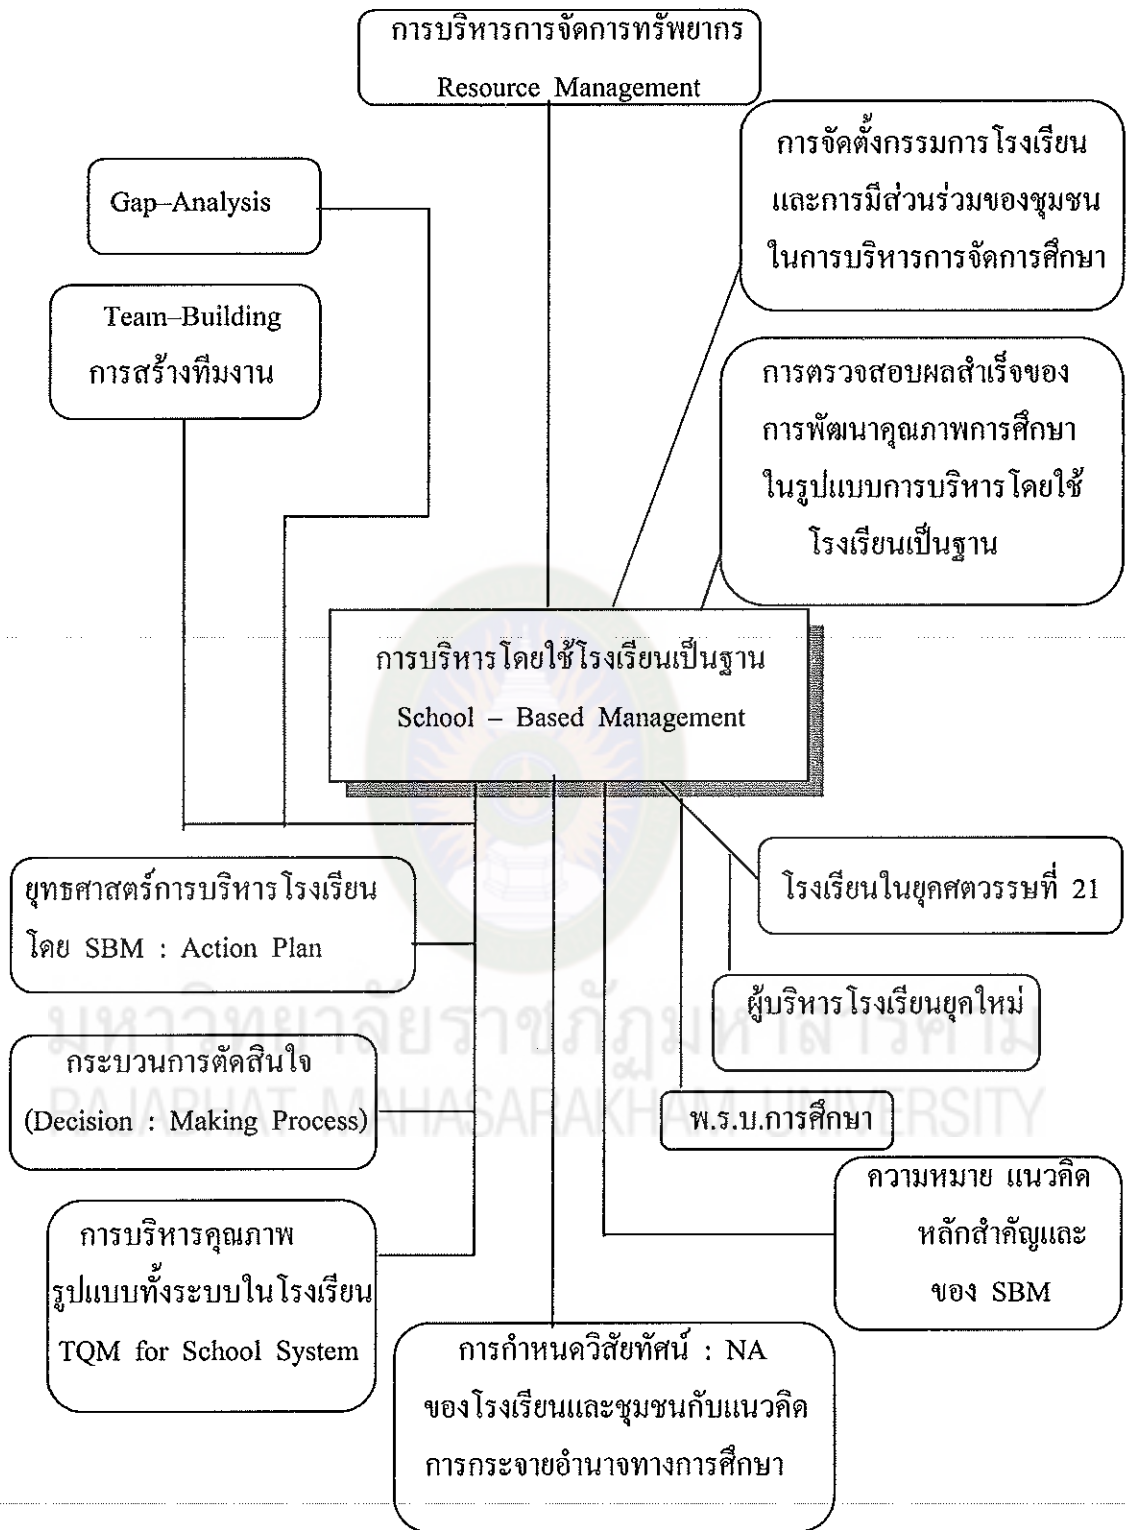 การบริหารการจัดการทรัพยากร
Resource Management
การจัดตั้งกรรมการโรงเรียน
และการมีส่วนร่วมของชุมชน
ในการบริหารการจัดการศึกษา
Gap–Analysis
Team–Building
การสร้างทีมงาน
การตรวจสอบผลสำเร็จของ
การพัฒนาคุณภาพการศึกษา
ในรูปแบบการบริหารโดยใช้
โรงเรียนเป็นฐาน
การบริหารโดยใช้โรงเรียนเป็นฐาน
School – Based Management
ยุทธศาสตร์การบริหารโรงเรียน
โดย SBM : Action Plan
โรงเรียนในยุคศตวรรษที่ 21
ผู้บริหารโรงเรียนยุคใหม่
มหาวิทยาลัยราชภัฏมหาสารคาม
RAJABHAT MAHASARAKHAM UNIVERSITY
กระบวนการตัดสินใจ
(Decision : Making Process)
พ.ร.บ.การศึกษา
ความหมาย แนวคิด
หลักสำคัญและ
ของ SBM
การบริหารคุณภาพ
รูปแบบทั้งระบบในโรงเรียน
TQM for School System
การกำหนดวิสัยทัศน์ : NA
ของโรงเรียนและชุมชนกับแนวคิด
การกระจายอำนาจทางการศึกษา